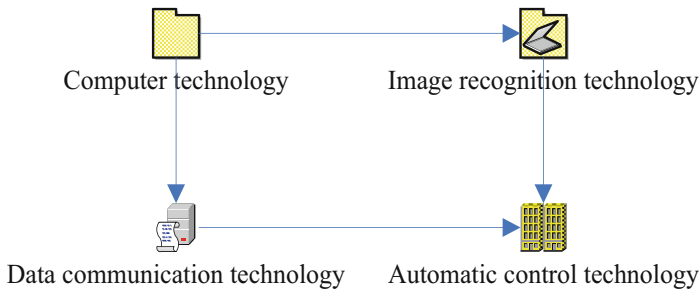 Computer technology
Image recognition technology
Data communication technology
Automatic control technology